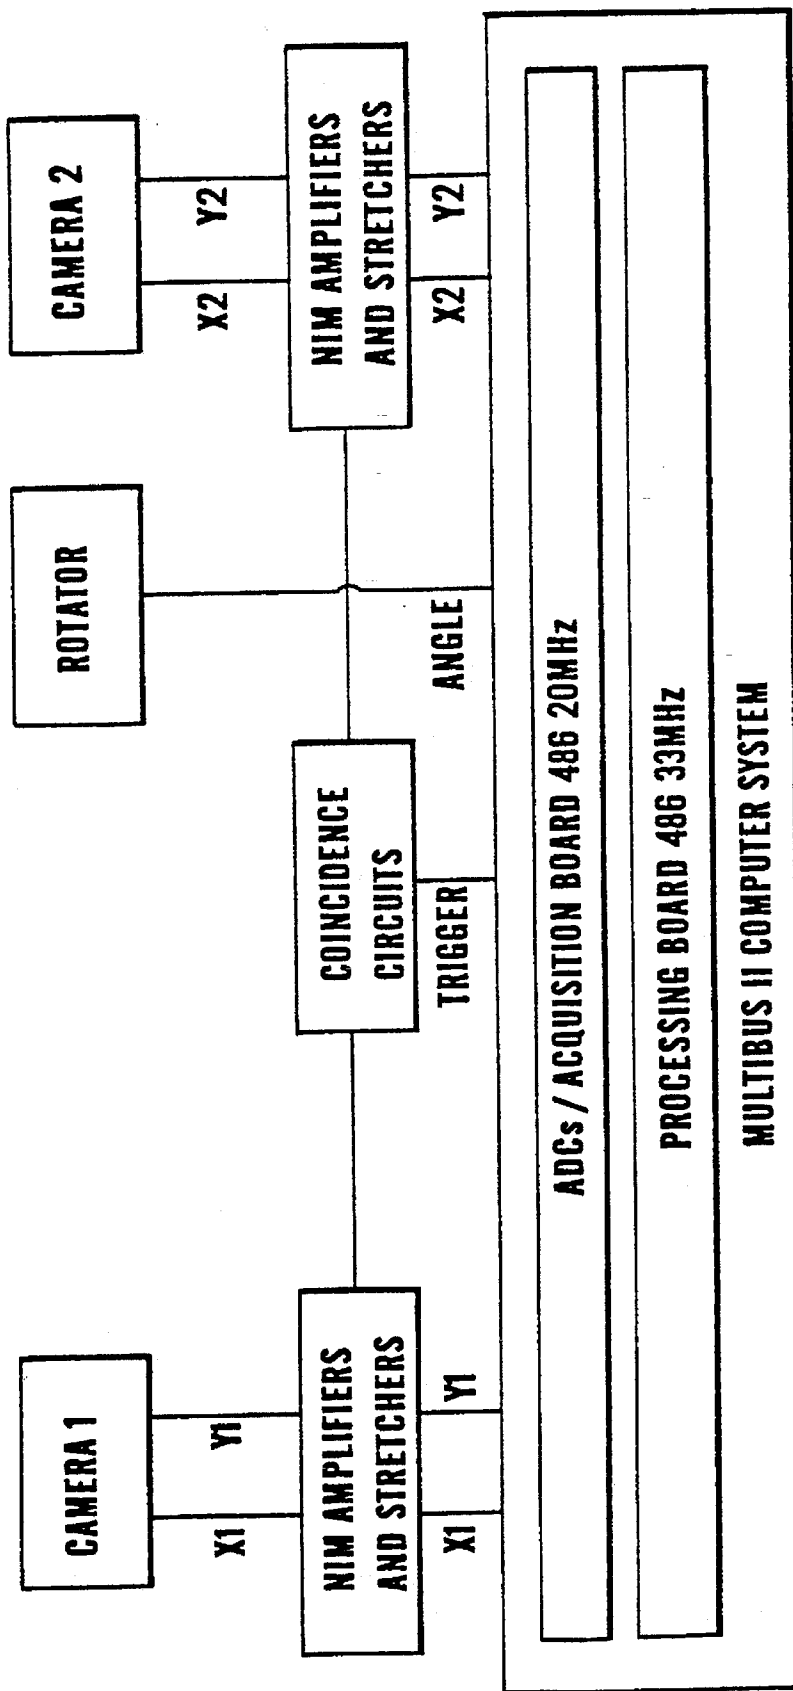 CAMERA 1
ROTATOR
CAMERA 2
X1
Y1
X2
Y2
NIM AMPLIFIERS
AND STRETCHERS
COINCIDENCE
CIRCUITS
NIM AMPLIFIERS
AND STRETCHERS
X1
Y1
TRIGGER
ANGLE
X2
Y2
ADCs / ACQUISITION BOARD 486 20MHz
PROCESSING BOARD 486 33MHz
MULTIBUS II COMPUTER SYSTEM